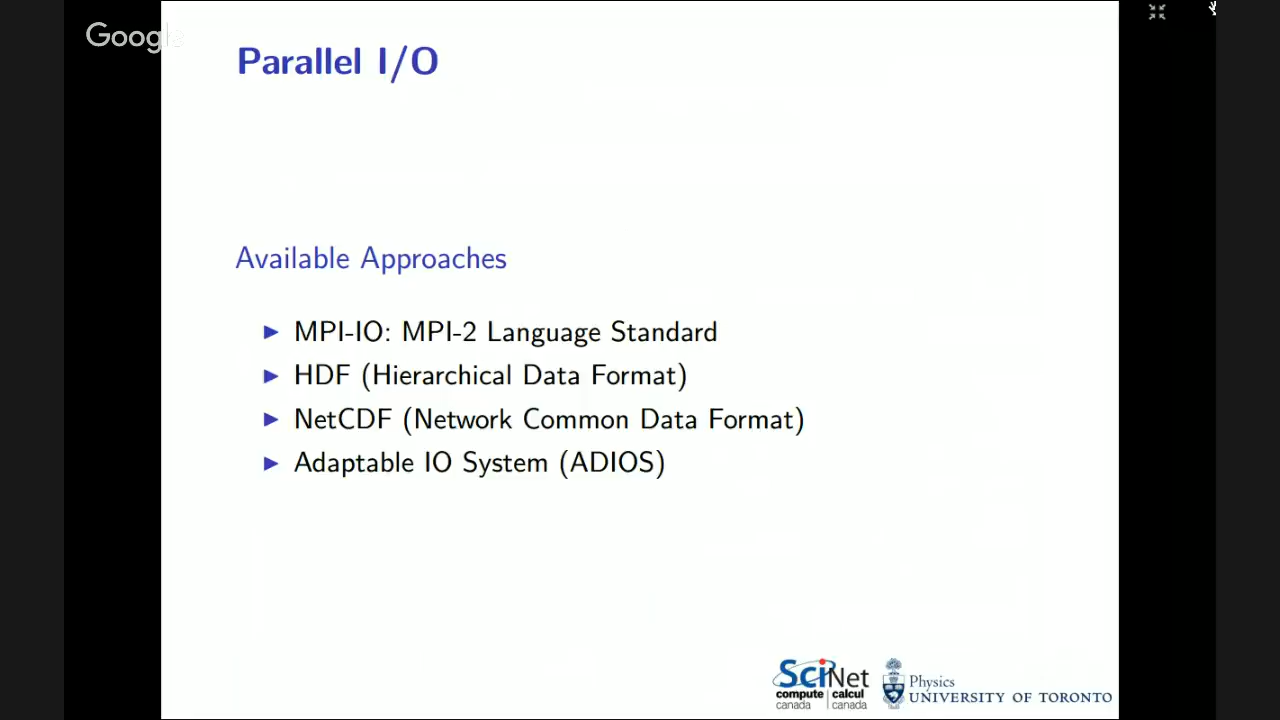 Google
Parallel I/O
Available Approaches
▶ MPI-IO: MPI-2 Language Standard
▶ HDF (Hierarchical Data Format)
▶ NetCDF (Network Common Data Format)
▶ Adaptable IO System (ADIOS)
SciNet
compute | calcul
canada | canada
Physics
UNIVERSITY OF TORONTO